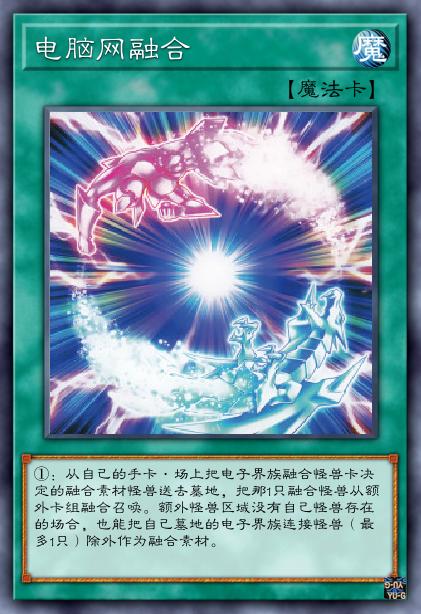 电脑网融合
魔
【魔法卡】
①：从自己的手卡·场上把电子界族融合怪兽卡决
定的融合素材怪兽送去墓地，把那1只融合怪兽从额
外卡组融合召唤。额外怪兽区域没有自己怪兽存在
的场合，也能把自己墓地的电子界族连接怪兽（最
多1只）除外作为融合素材。